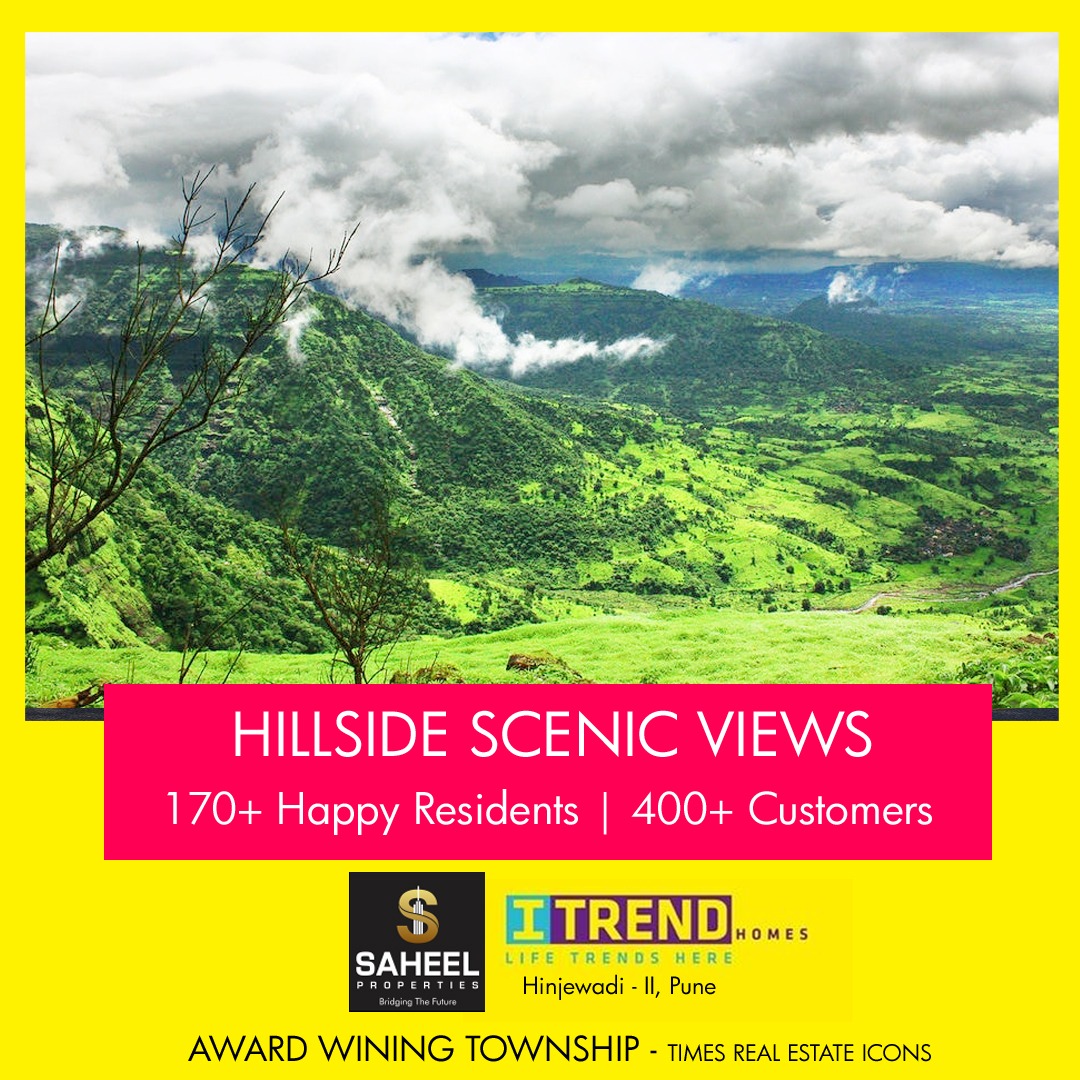 HILLSIDE SCENIC VIEWS
170+ Happy Residents | 400+ Customers
S
SAHEEL
PROPERTIES
Bridging The Future
I TREND HOMES
LIFE TRENDS HERE
Hinjewadi - II, Pune
AWARD WINING TOWNSHIP - TIMES REAL ESTATE ICONS